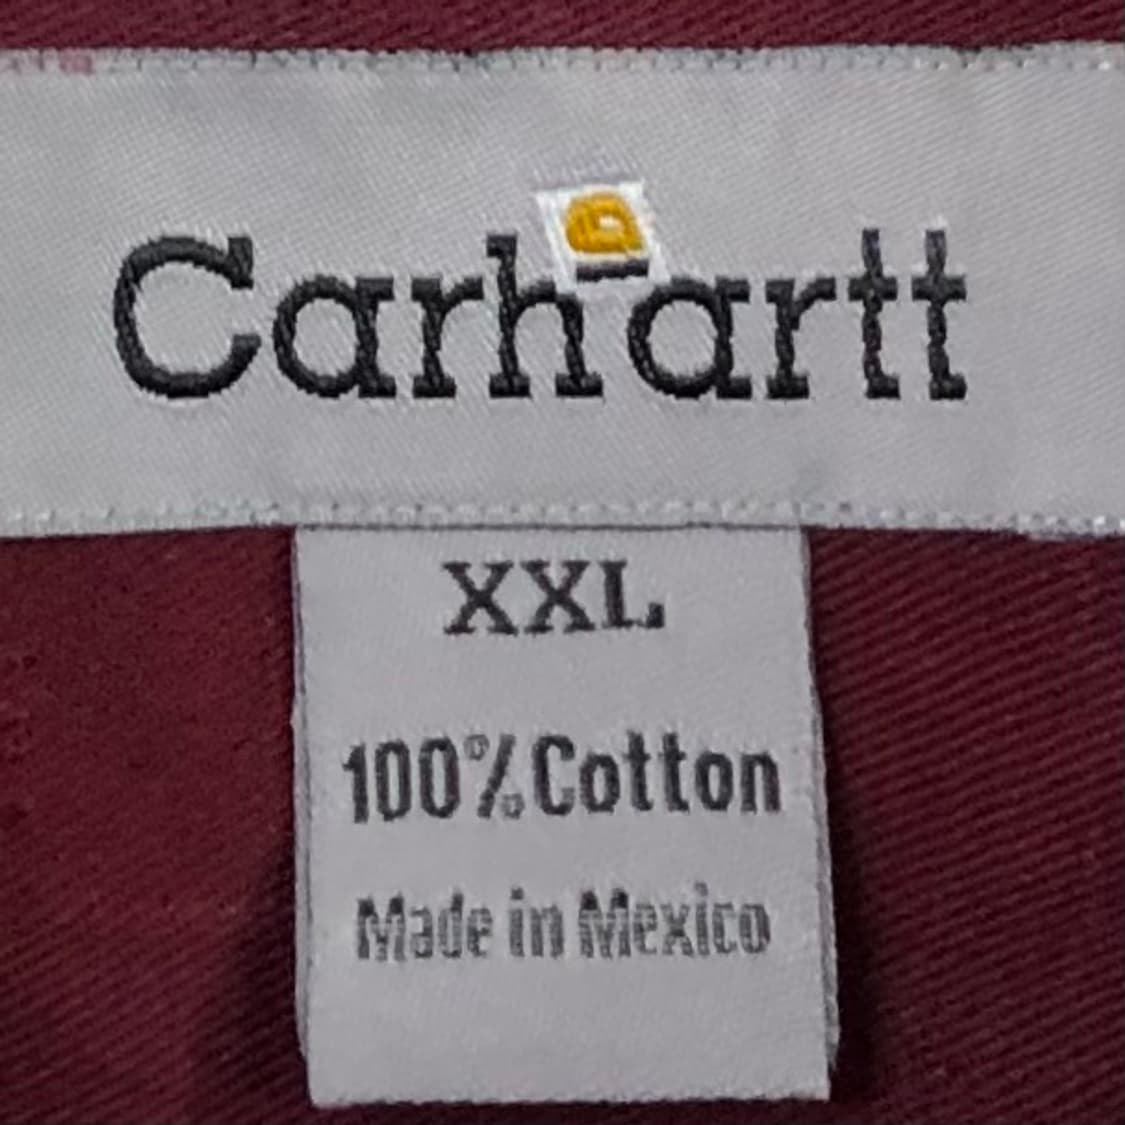 Carhartt
XXL
100% Cotton
Made in Mexico